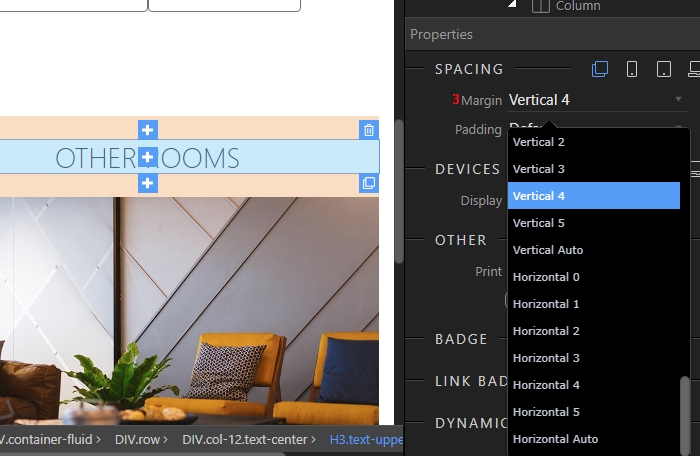 Column
Properties
SPACING
3 Margin Vertical 4
Padding
Vertical 2
Vertical 3
Vertical 4
Vertical 5
Vertical Auto
Horizontal 0
Horizontal 1
Horizontal 2
Horizontal 3
Horizontal 4
Horizontal 5
Horizontal Auto
DEVICES
Display
OTHER
Print
BADGE
LINK BAD
DYNAMIC
OTHER ROOMS
V.container-fluid > DIV.row > DIV.col-12.text-center > H3.text-uppe